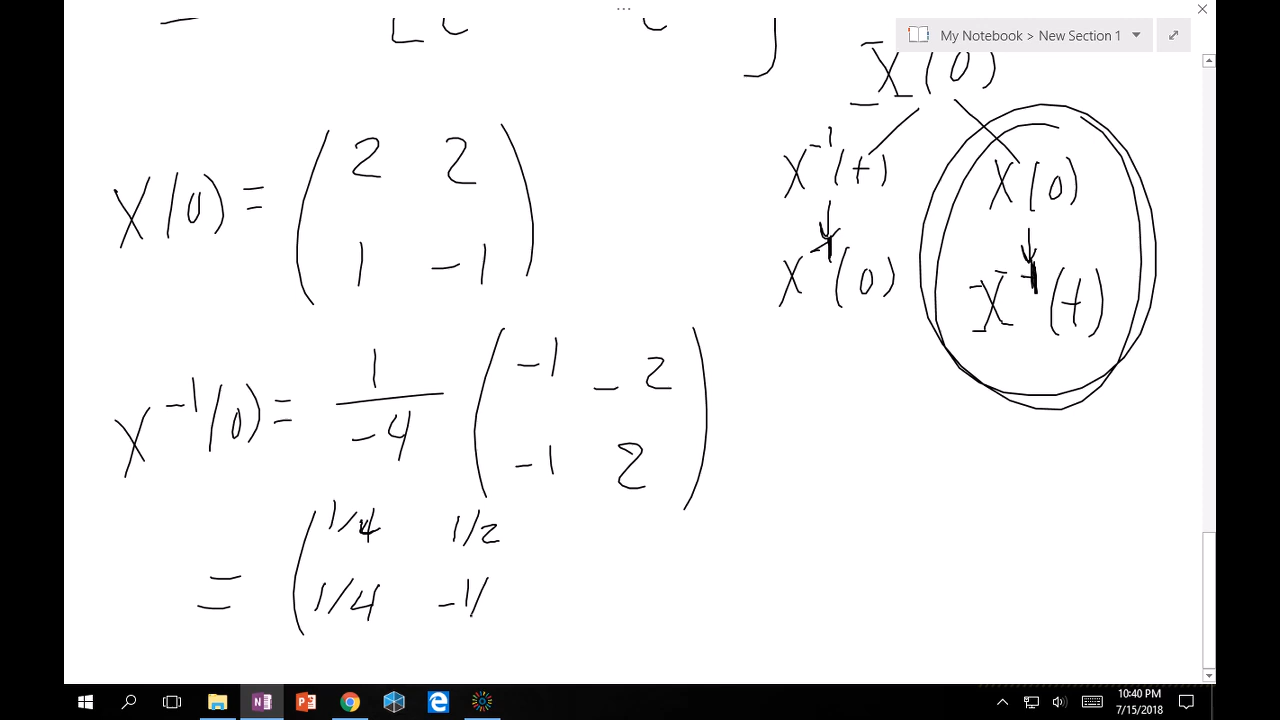 My Notebook > New Section 1
X(0)
X(0) = ( 2 2
1 -1 )
X⁻¹(t) X(0)
X⁻¹(0) X⁻¹(t)
X⁻¹(0) = 1/-4 ( -1 -2
-1 2 )
= ( 1/4 1/2
1/4 -1/
10:40 PM
7/15/2018